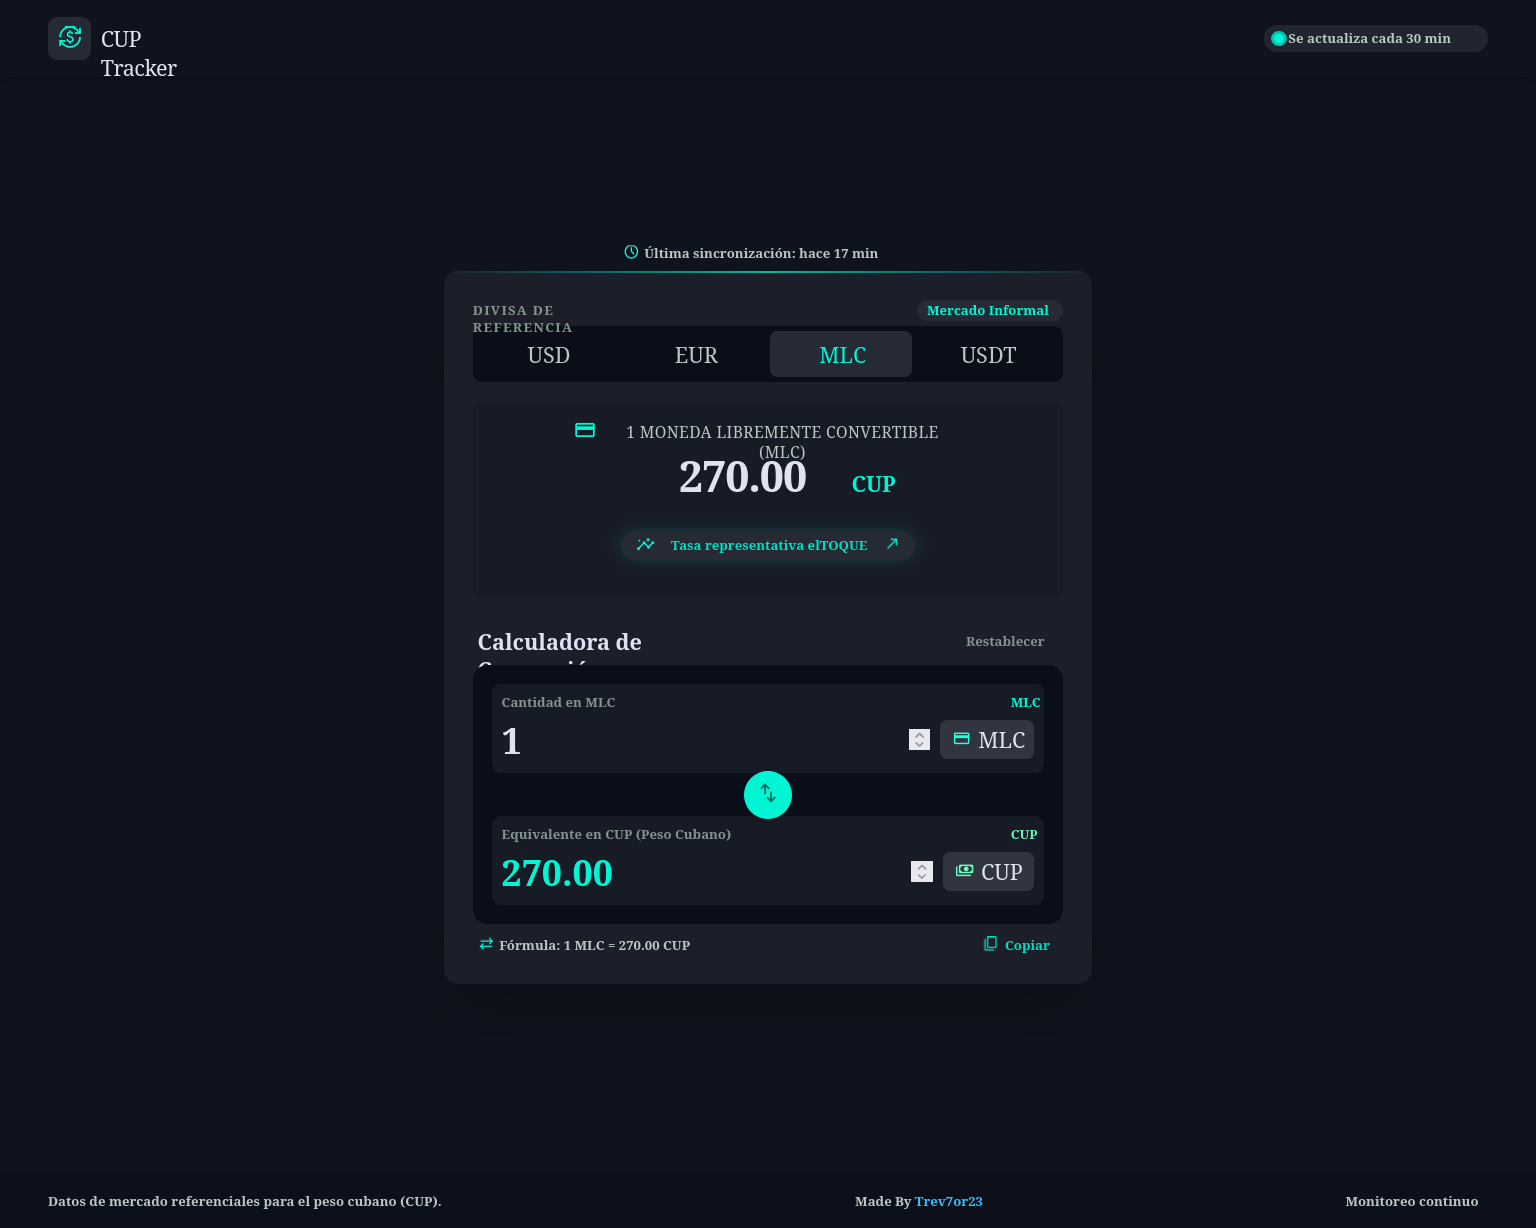 CUP
Tracker
Se actualiza cada 30 min
Última sincronización: hace 17 min
DIVISA DE
REFERENCIA
Mercado Informal
USD EUR MLC USDT
1 MONEDA LIBREMENTE CONVERTIBLE
(MLC)
270.00 CUP
Tasa representativa elTOQUE
Calculadora de
Restablecer
Cantidad en MLC MLC
1 MLC
Equivalente en CUP (Peso Cubano) CUP
270.00 CUP
Fórmula: 1 MLC = 270.00 CUP
Copiar
Datos de mercado referenciales para el peso cubano (CUP).
Made By Trev7or23
Monitoreo continuo